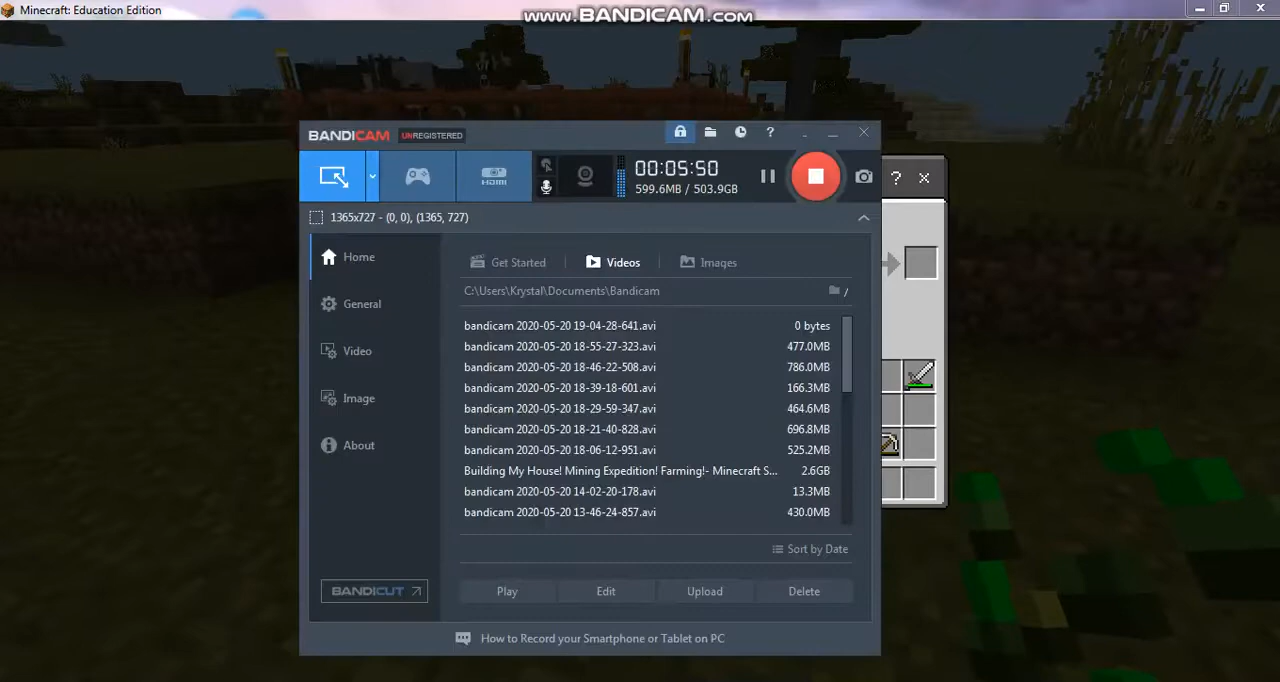 Minecraft: Education Edition
www.BANDICAM.com
BANDICAM UNREGISTERED ?
HDMI 00:05:50
599.6MB / 503.9GB
1365x727 - (0, 0), (1365, 727)
?
Home
General
Video
Image
About
BANDICUT
Get Started Videos Images
C:\Users\Krystal\Documents\Bandicam /
bandicam 2020-05-20 19-04-28-641.avi 0 bytes
bandicam 2020-05-20 18-55-27-323.avi 477.0MB
bandicam 2020-05-20 18-46-22-508.avi 786.0MB
bandicam 2020-05-20 18-39-18-601.avi 166.3MB
bandicam 2020-05-20 18-29-59-347.avi 464.6MB
bandicam 2020-05-20 18-21-40-828.avi 696.8MB
bandicam 2020-05-20 18-06-12-951.avi 525.2MB
Building My House! Mining Expedition! Farming!- Minecraft S... 2.6GB
bandicam 2020-05-20 14-02-20-178.avi 13.3MB
bandicam 2020-05-20 13-46-24-857.avi 430.0MB
Sort by Date
Play Edit Upload Delete
How to Record your Smartphone or Tablet on PC